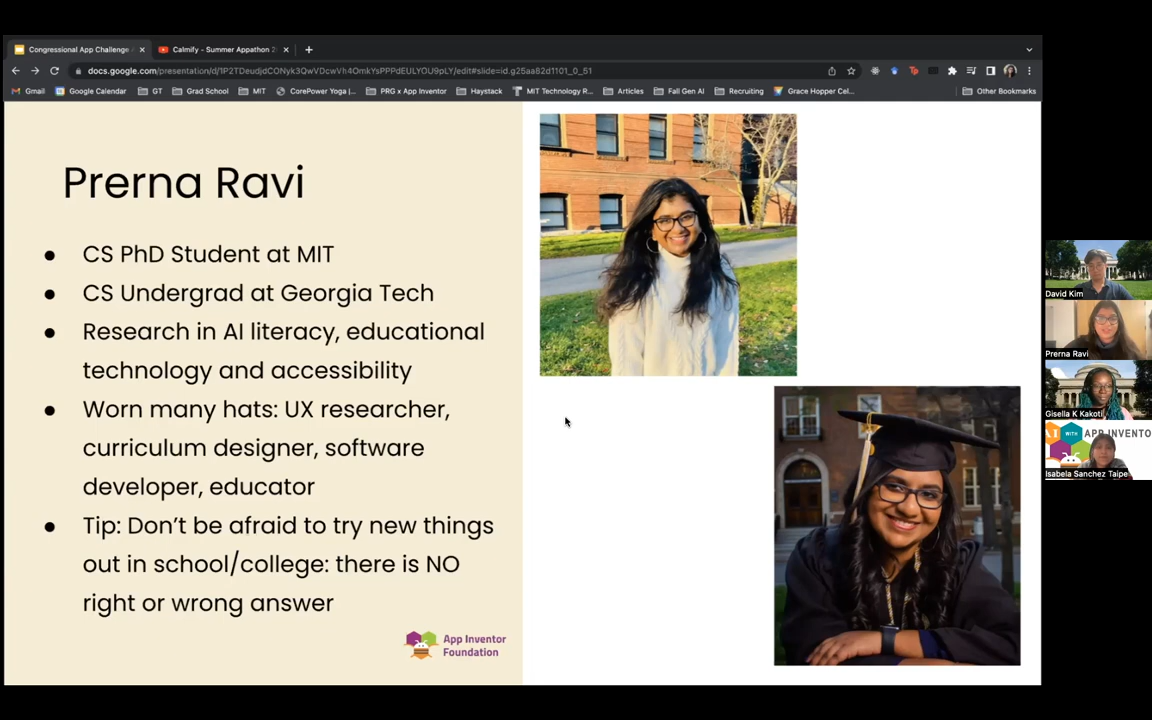 Congressional App Challenge
Calmify - Summer Appathon 2
docs.google.com/presentation/d/1P2TDeudjdCONyk3QwVDcwVh4OmkYsPPPdEULYOU9pLY/edit#slide=id.g25aa82d1101_0_51
Gmail
Google Calendar
GT
Grad School
MIT
CorePower Yoga |...
PRG x App Inventor
Haystack
MIT Technology R...
Articles
Fall Gen AI
Recruiting
Grace Hopper Cel...
Other Bookmarks
Prerna Ravi
● CS PhD Student at MIT
● CS Undergrad at Georgia Tech
● Research in AI literacy, educational
technology and accessibility
● Worn many hats: UX researcher,
curriculum designer, software
developer, educator
● Tip: Don't be afraid to try new things
out in school/college: there is NO
right or wrong answer
App Inventor
Foundation
David Kim
Prerna Ravi
Gisella K Kakoti
AI WITH APP INVENTO
Isabela Sanchez Taipe